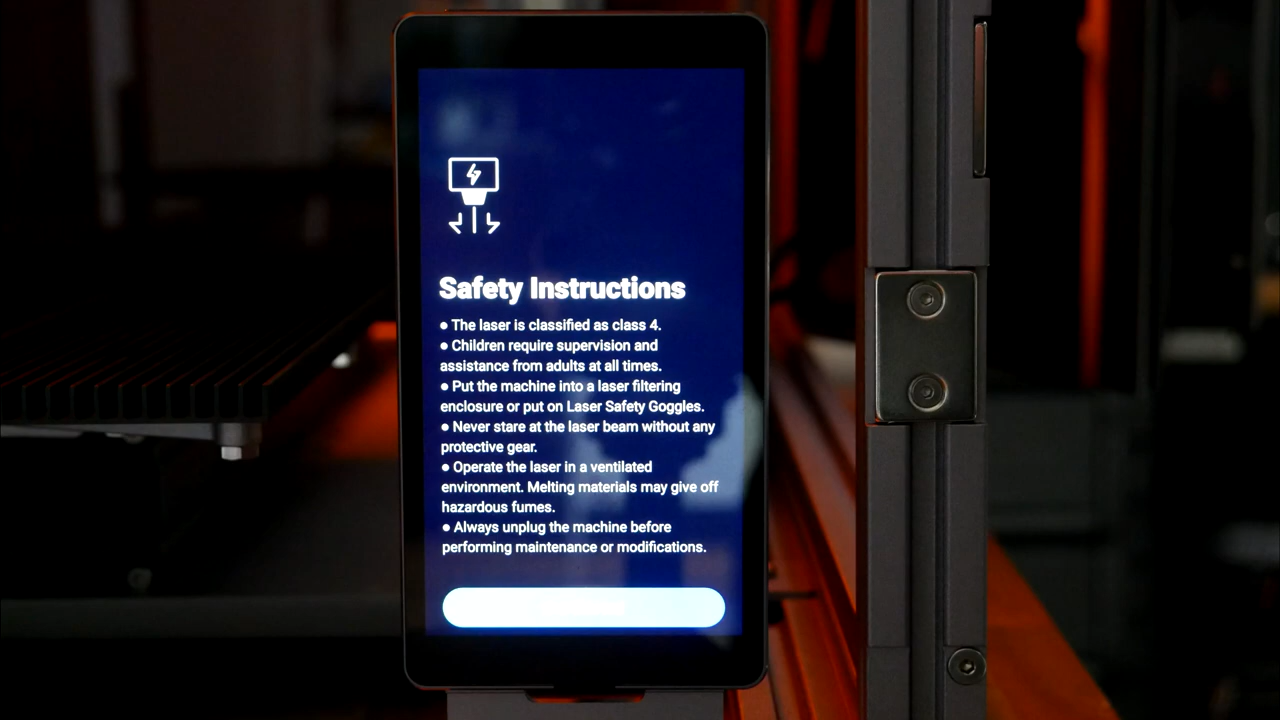 Safety Instructions
● The laser is classified as class 4.
● Children require supervision and
assistance from adults at all times.
● Put the machine into a laser filtering
enclosure or put on Laser Safety Goggles.
● Never stare at the laser beam without any
protective gear.
● Operate the laser in a ventilated
environment. Melting materials may give off
hazardous fumes.
● Always unplug the machine before
performing maintenance or modifications.